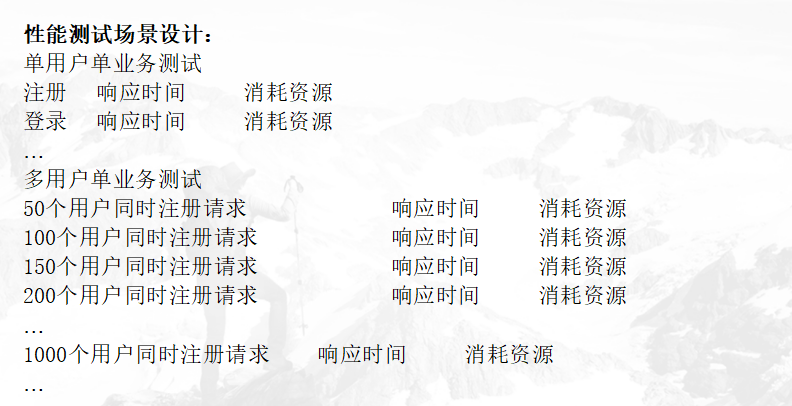 性能测试场景设计：
单用户单业务测试
注册 响应时间 消耗资源
登录 响应时间 消耗资源
...
多用户单业务测试
50个用户同时注册请求 响应时间 消耗资源
100个用户同时注册请求 响应时间 消耗资源
150个用户同时注册请求 响应时间 消耗资源
200个用户同时注册请求 响应时间 消耗资源
...
1000个用户同时注册请求 响应时间 消耗资源
...